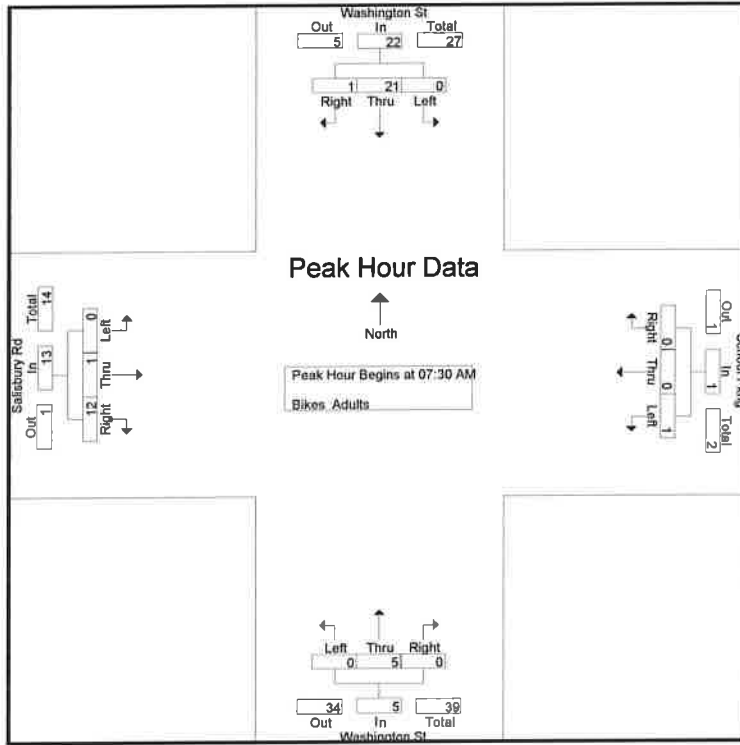 Washington St
Out In Total
5 22 27
1 21 0
Right Thru Left
Peak Hour Data
North
Peak Hour Begins at 07:30 AM
Bikes Adults
Salisbury Rd
Total In Out
14 13 1
0 1 12
Left Thru Right
Right Thru Left
0 0 1
Out In Total
1 1 2
Left Thru Right
0 5 0
34 5 39
Out In Total
Washington St